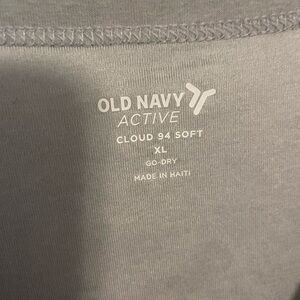 OLD NAVY
ACTIVE
CLOUD 94 SOFT
XL
GO-DRY
MADE IN HAITI